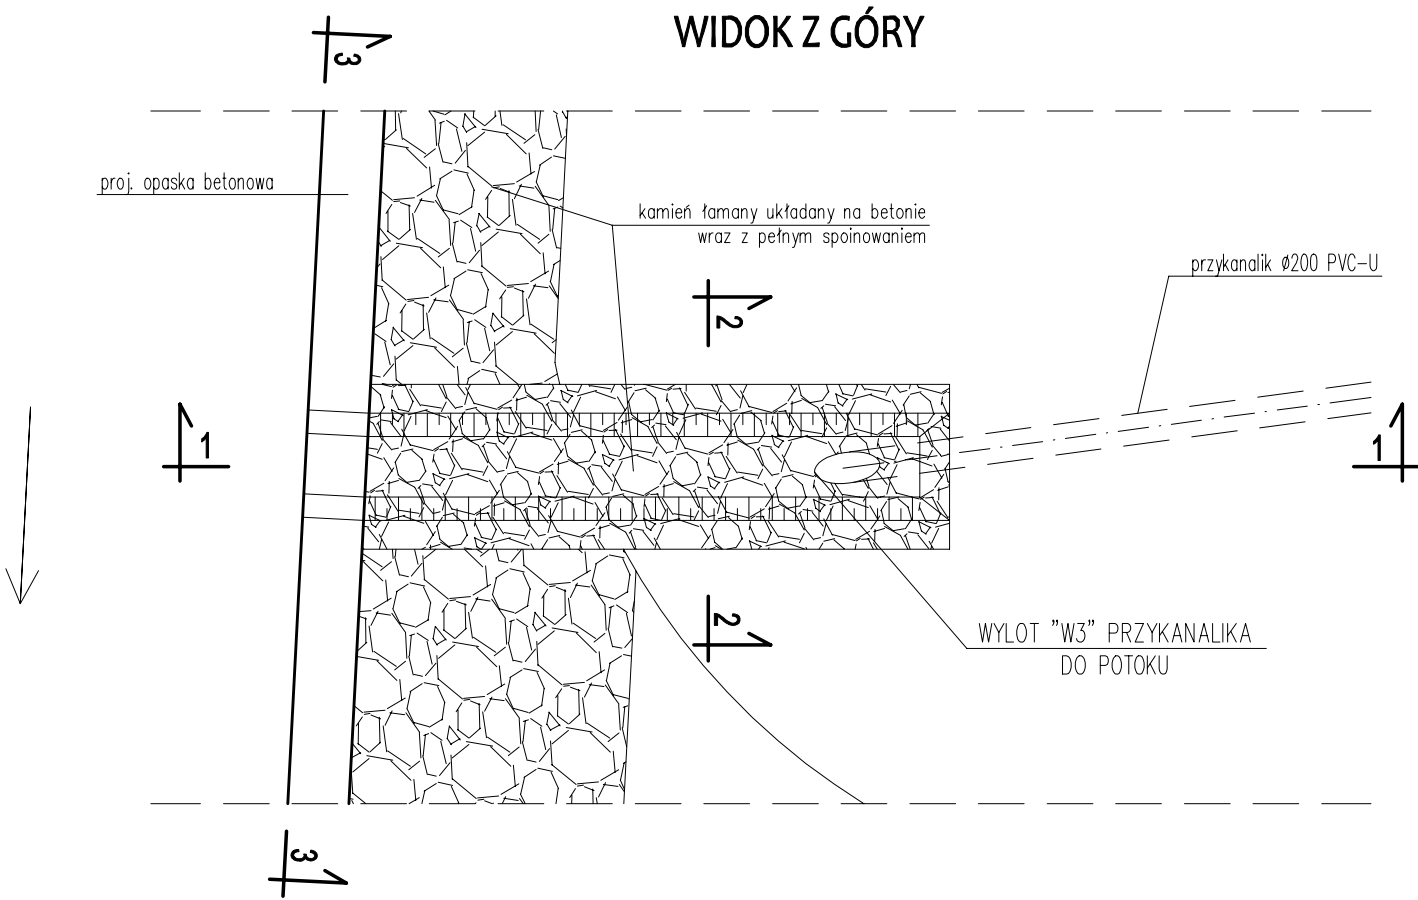 WIDOK Z GÓRY
3
proj. opaska betonowa
kamień łamany układany na betonie
wraz z pełnym spoinowaniem
przykanalik Ø200 PVC-U
2
1
1
2
WYLOT "W3" PRZYKANALIKA
DO POTOKU
3